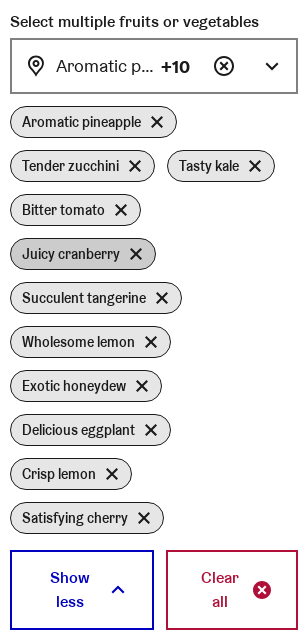 Select multiple fruits or vegetables
Aromatic p... +10
Aromatic pineapple
Tender zucchini Tasty kale
Bitter tomato
Juicy cranberry
Succulent tangerine
Wholesome lemon
Exotic honeydew
Delicious eggplant
Crisp lemon
Satisfying cherry
Show Clear
less all